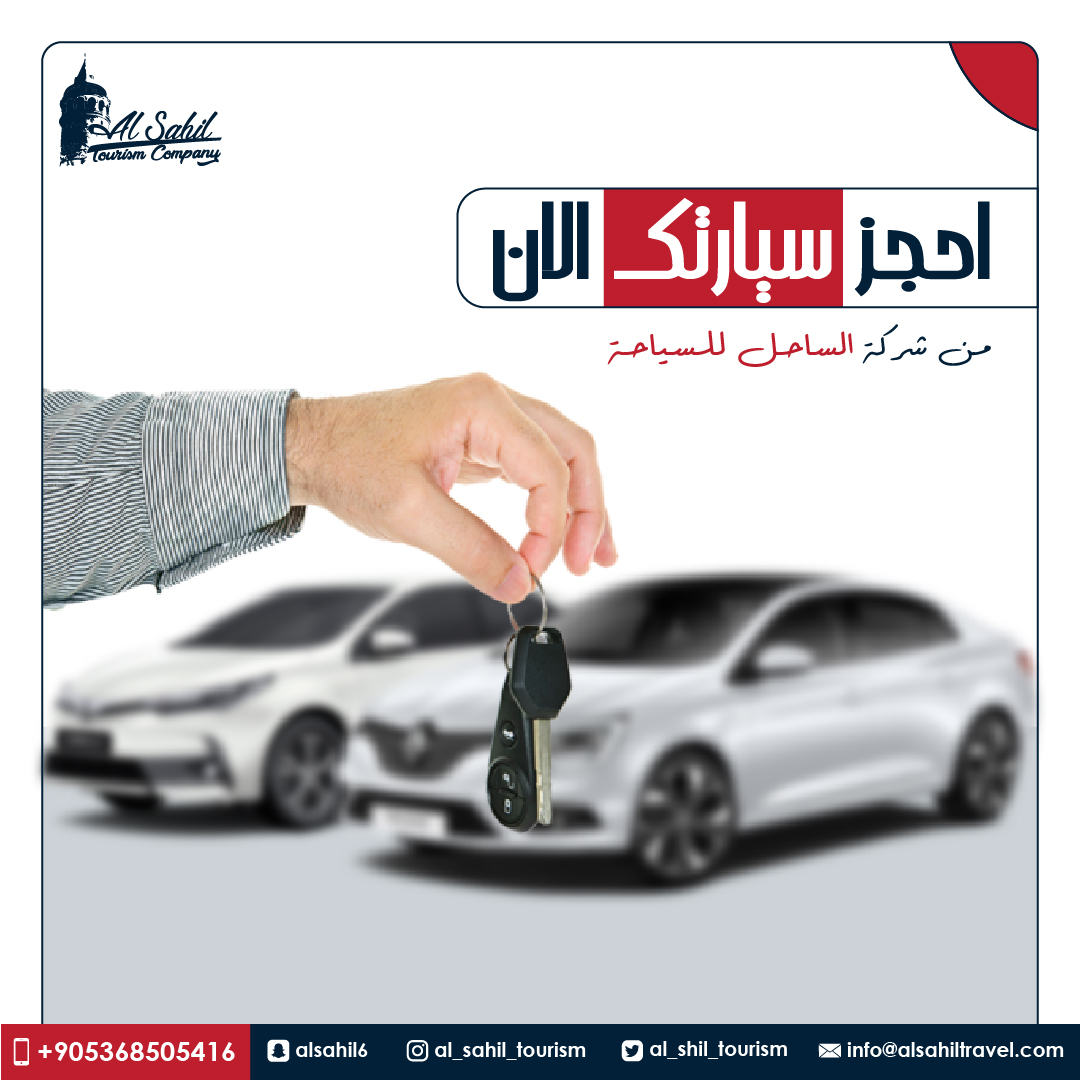 Al Sahil
Tourism Company
احجز سيارتك الان
من شركة الساحل للسياحة
+905368505416
alsahil6
al_sahil_tourism
al_shil_tourism
info@alsahiltravel.com